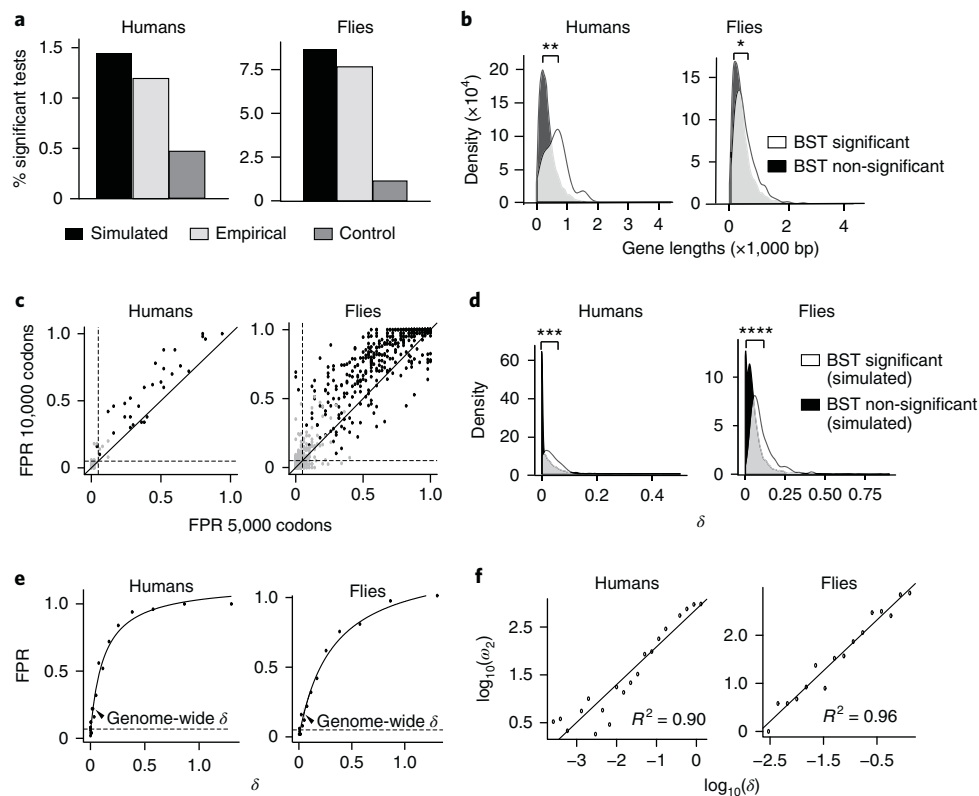 a
Humans
Flies
% significant tests
1.5
1.0
0.5
0
7.5
5.0
2.5
0
Simulated
Empirical
Control
b
Humans
Flies
**
*
Density (×10⁴)
20
15
10
5
0
0 1 2 3 4
15
10
5
0
0 2 4
BST significant
BST non-significant
Gene lengths (×1,000 bp)
c
Humans
Flies
FPR 10,000 codons
1.0
0.5
0
0 0.5 1.0
1.0
0.5
0
0 0.5 1.0
FPR 5,000 codons
d
Humans
Flies
***
****
Density
60
40
20
0
0 0.2 0.4
10
5
0
0 0.25 0.50 0.75
BST significant
(simulated)
BST non-significant
(simulated)
δ
e
Humans
Flies
FPR
1.0
0.5
0
0 0.5 1.0
Genome-wide δ
1.0
0.5
0
0 0.5 1.0
Genome-wide δ
δ
f
Humans
Flies
log₁₀(ω₂)
2.5
1.5
0.5
−3 −2 −1 0
R² = 0.90
2.0
1.0
0
−2.5 −1.5 −0.5
R² = 0.96
log₁₀(δ)